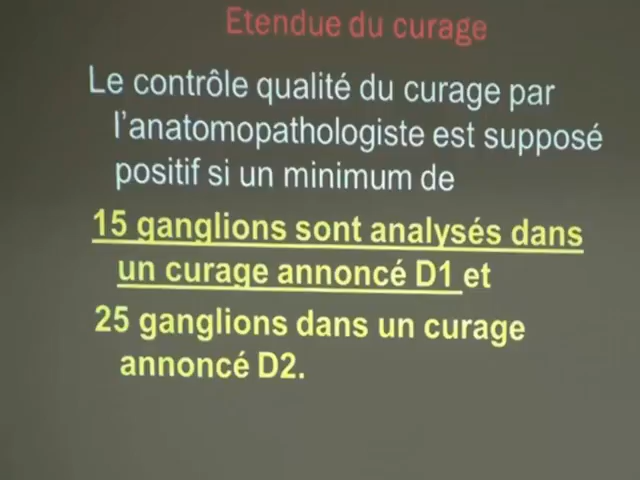 Etendue du curage
Le contrôle qualité du curage par
l'anatomopathologiste est supposé
positif si un minimum de
15 ganglions sont analysés dans
un curage annoncé D1 et
25 ganglions dans un curage
annoncé D2.